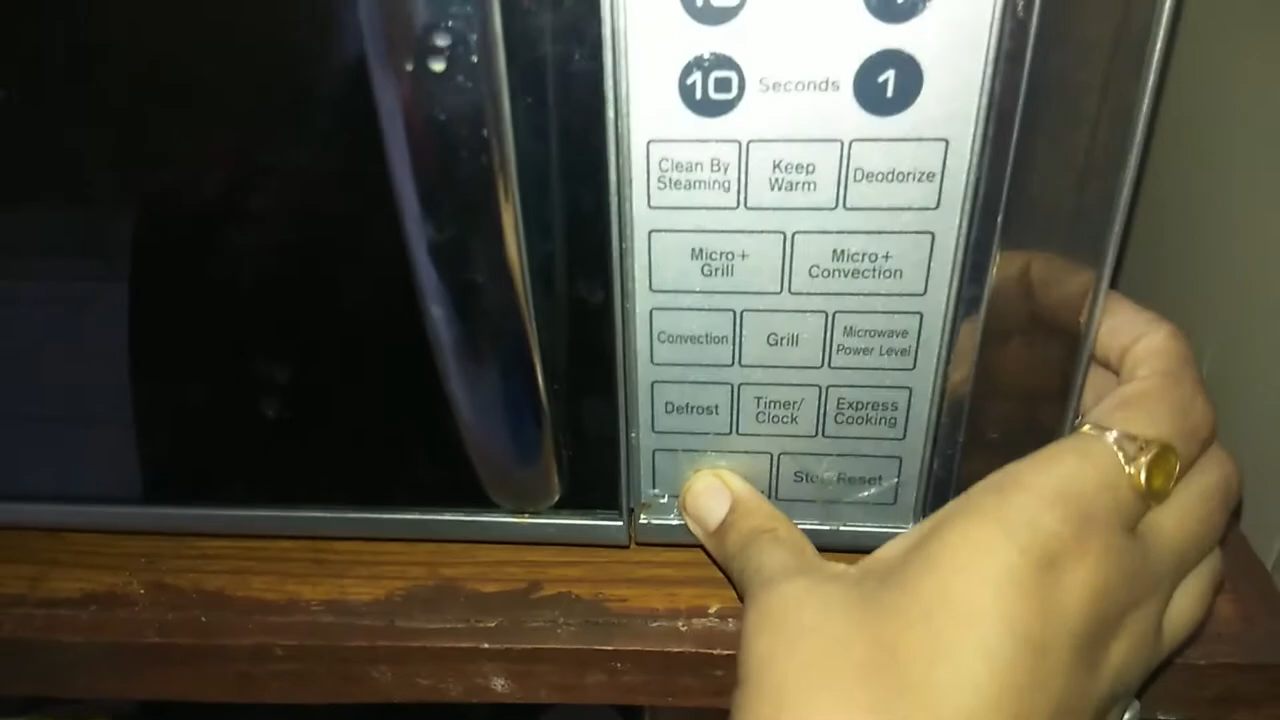 10 Seconds 1
Clean By
Steaming
Keep
Warm
Deodorize
Micro+
Grill
Micro+
Convection
Convection
Grill
Microwave
Power Level
Defrost
Timer/
Clock
Express
Cooking
Reset